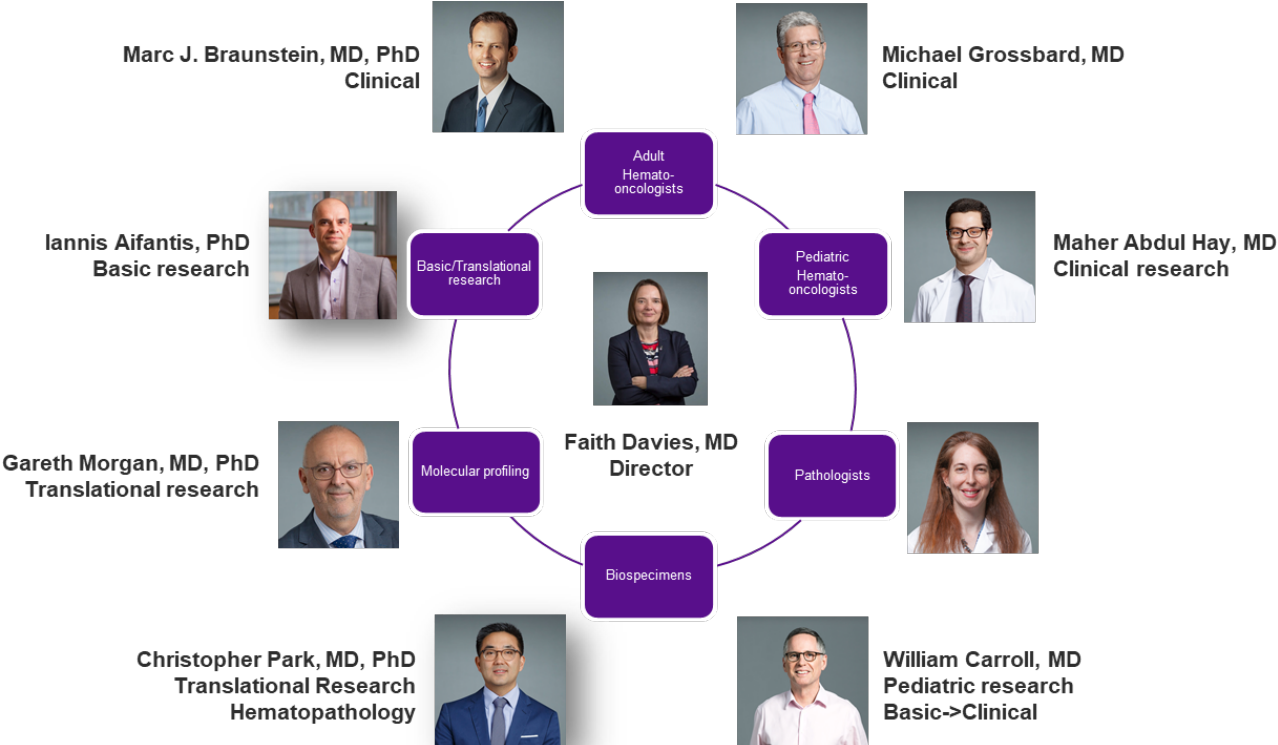 Marc J. Braunstein, MD, PhD
Clinical
Michael Grossbard, MD
Clinical
Adult
Hemato-
oncologists
Iannis Aifantis, PhD
Basic research
Basic/Translational
research
Pediatric
Hemato-
oncologists
Maher Abdul Hay, MD
Clinical research
Faith Davies, MD
Director
Gareth Morgan, MD, PhD
Translational research
Molecular profiling
Pathologists
Biospecimens
Christopher Park, MD, PhD
Translational Research
Hematopathology
William Carroll, MD
Pediatric research
Basic->Clinical